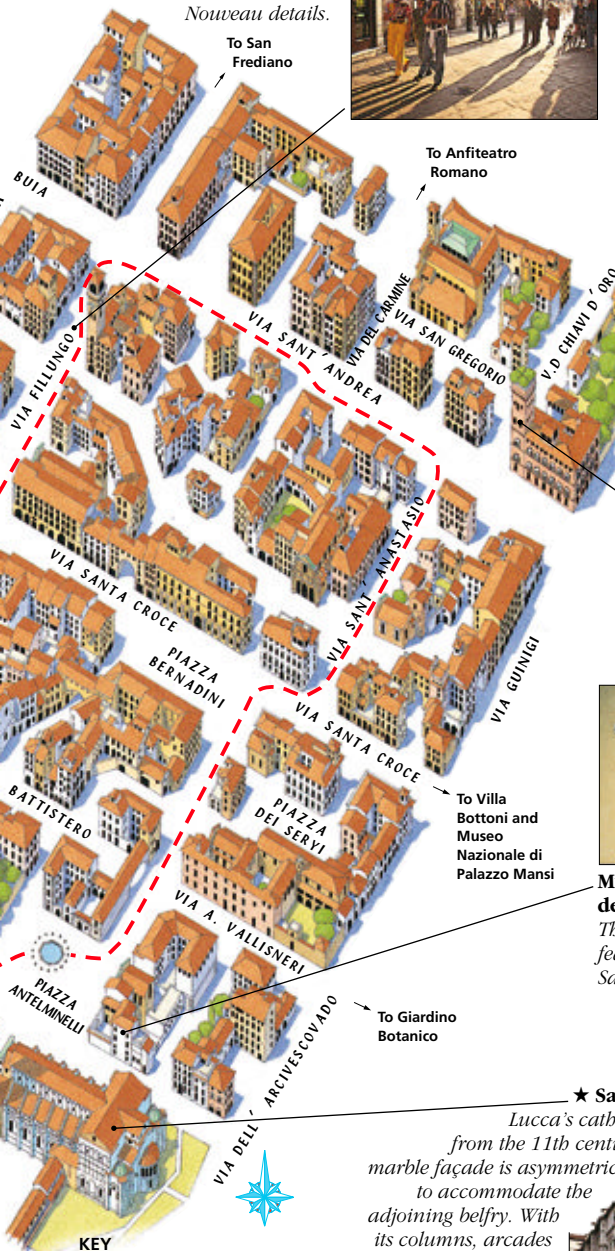 Nouveau details.
To San
Frediano
To Anfiteatro
Romano
BUIA
VIA DEL CARMINE
VIA SAN GREGORIO
V.D CHIAVI D'ORO
VIA SANT'ANDREA
VIA FILLUNGO
VIA SANT'ANASTASIO
VIA SANTA CROCE
PIAZZA
BERNADINI
VIA GUINIGI
VIA SANTA CROCE
To Villa
Bottoni and
Museo
Nazionale di
Palazzo Mansi
BATTISTERO
PIAZZA
DEI SERVI
VIA A. VALLISNERI
PIAZZA
ANTELMINELLI
To Giardino
Botanico
VIA DELL'ARCIVESCOVADO
★ Sa
Lucca's cath
from the 11th centu
marble façade is asymmetric
to accommodate the
adjoining belfry. With
its columns, arcades
KEY